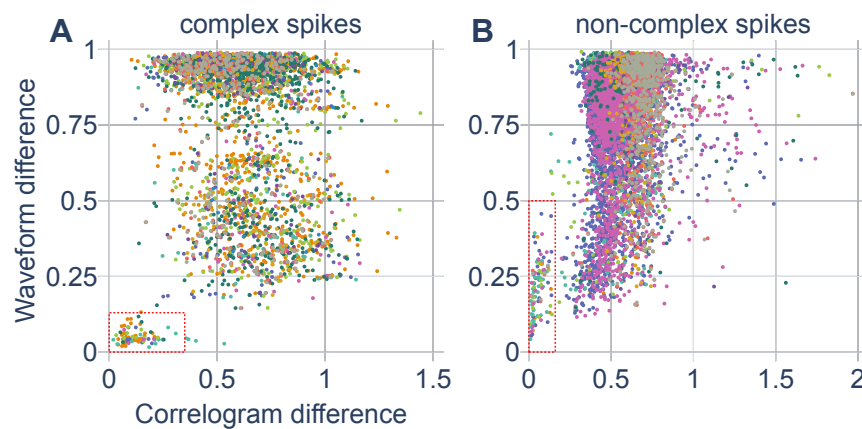 A complex spikes B non-complex spikes
1 1
0.75 0.75
0.5 0.5
0.25 0.25
0 0
0 0.5 1 1.5 0 0.5 1 1.5 2
Waveform difference
Correlogram difference